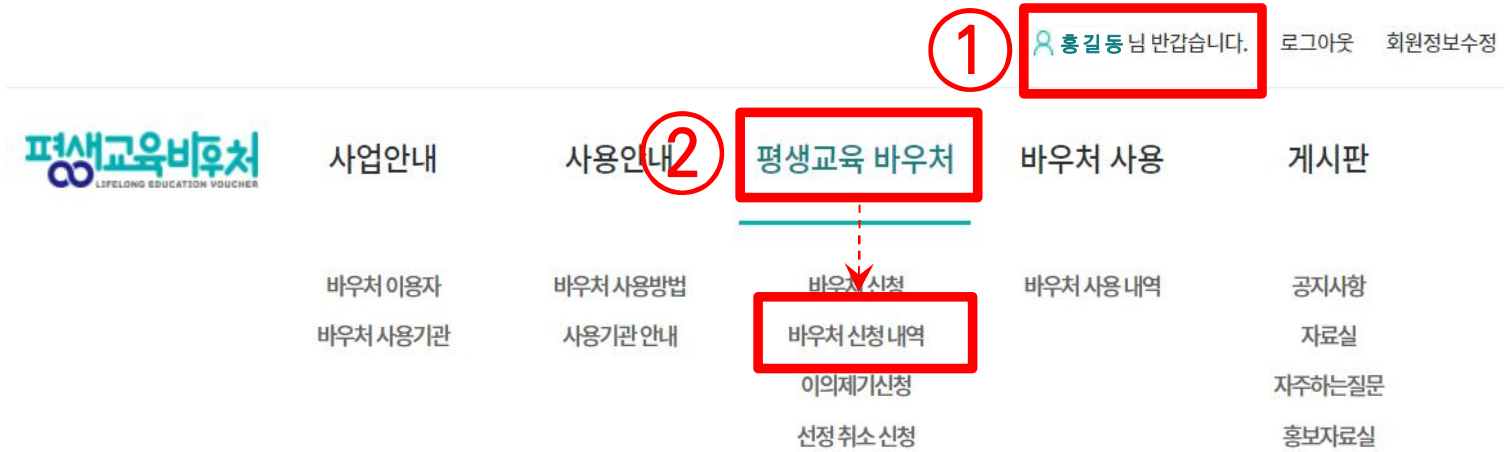 ① 홍길동 님 반갑습니다. 로그아웃 회원정보수정
평생교육바우처 LIFELONG EDUCATION VOUCHER
사업안내 사용안내 ② 평생교육 바우처 바우처 사용 게시판
바우처 이용자 바우처 사용방법 바우처 신청 바우처 사용 내역 공지사항
바우처 사용기관 사용기관 안내 바우처 신청 내역 자료실
이의제기신청 자주하는질문
선정 취소 신청 홍보자료실